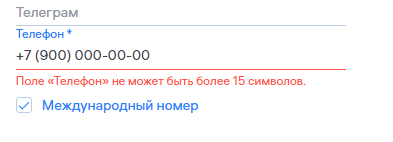 Телеграм
Телефон *
+7 (900) 000-00-00
Поле «Телефон» не может быть более 15 символов.
Международный номер